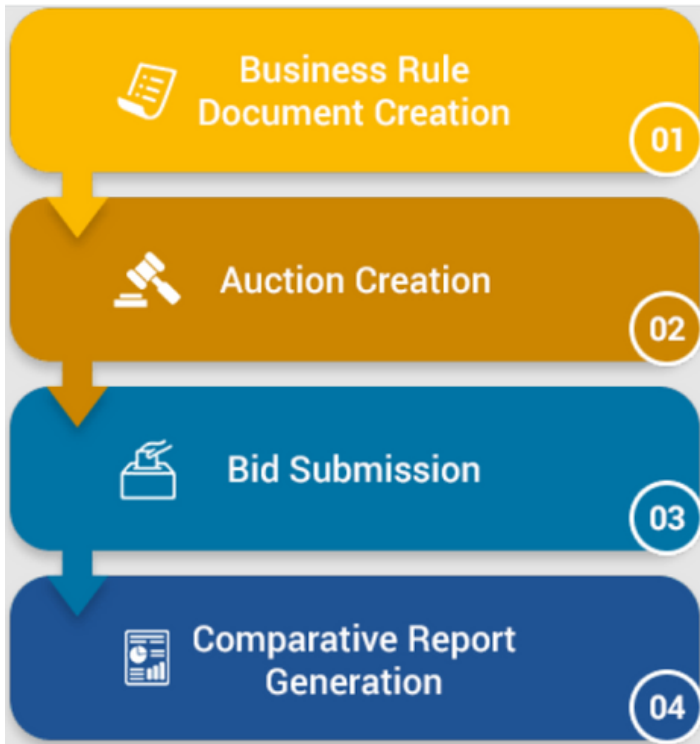 Business Rule
Document Creation
01
Auction Creation
02
Bid Submission
03
Comparative Report
Generation
04